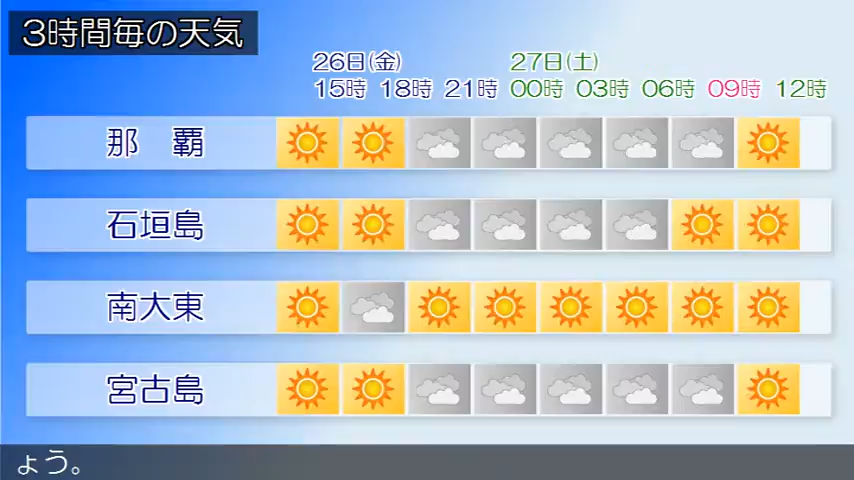 3時間毎の天気
26日(金) 27日(土)
15時 18時 21時 00時 03時 06時 09時 12時
那　覇
石垣島
南大東
宮古島
ょう。